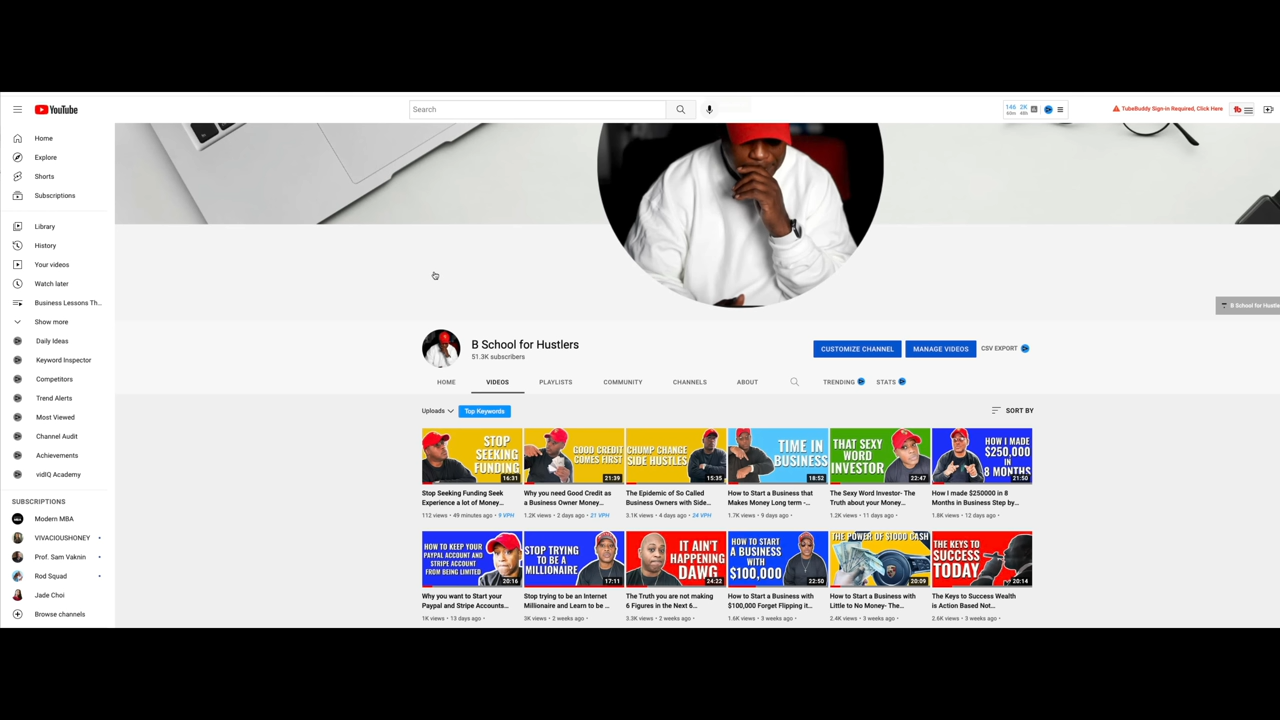 YouTube
Search
146 2K
60m 48h
TubeBuddy Sign-in Required, Click Here
Home
Explore
Shorts
Subscriptions
Library
History
Your videos
Watch later
Business Lessons Th...
Show more
Daily Ideas
Keyword Inspector
Competitors
Trend Alerts
Most Viewed
Channel Audit
Achievements
vidIQ Academy
SUBSCRIPTIONS
Modern MBA
VIVACIOUSHONEY
Prof. Sam Vaknin
Rod Squad
Jade Choi
Browse channels
B School for Hustle
B School for Hustlers
51.3K subscribers
CUSTOMIZE CHANNEL
MANAGE VIDEOS
CSV EXPORT
HOME VIDEOS PLAYLISTS COMMUNITY CHANNELS ABOUT TRENDING STATS
Uploads Top Keywords SORT BY
STOP SEEKING FUNDING
16:31
Stop Seeking Funding Seek
Experience a lot of Money...
112 views • 49 minutes ago • 9 VPH
GOOD CREDIT COMES FIRST
21:39
Why you need Good Credit as
a Business Owner Money...
1.2K views • 2 days ago • 21 VPH
CHUMP CHANGE SIDE HUSTLES
15:35
The Epidemic of So Called
Business Owners with Side...
3.1K views • 4 days ago • 24 VPH
TIME IN BUSINESS
18:52
How to Start a Business that
Makes Money Long term -...
1.7K views • 9 days ago •
THAT SEXY WORD INVESTOR
22:47
The Sexy Word Investor- The
Truth about your Money...
1.2K views • 11 days ago •
HOW I MADE $250,000 IN 8 MONTHS
21:50
How I made $250000 in 8
Months in Business Step by...
1.8K views • 12 days ago •
HOW TO KEEP YOUR PAYPAL ACCOUNT AND STRIPE ACCOUNT FROM BEING LIMITED
20:16
Why you want to Start your
Paypal and Stripe Accounts...
1K views • 13 days ago •
STOP TRYING TO BE A MILLIONAIRE
17:11
Stop trying to be an Internet
Millionaire and Learn to be ...
3K views • 2 weeks ago •
IT AIN'T HAPPENING DAWG
24:22
The Truth you are not making
6 Figures in the Next 6...
3.3K views • 2 weeks ago •
HOW TO START A BUSINESS WITH $100,000
22:50
How to Start a Business with
$100,000 Forget Flipping it...
1.6K views • 3 weeks ago •
THE POWER OF $1000 CASH
20:09
How to Start a Business with
Little to No Money- The...
2.4K views • 3 weeks ago •
THE KEYS TO SUCCESS TODAY
20:14
The Keys to Success Wealth
is Action Based Not...
2.6K views • 3 weeks ago •